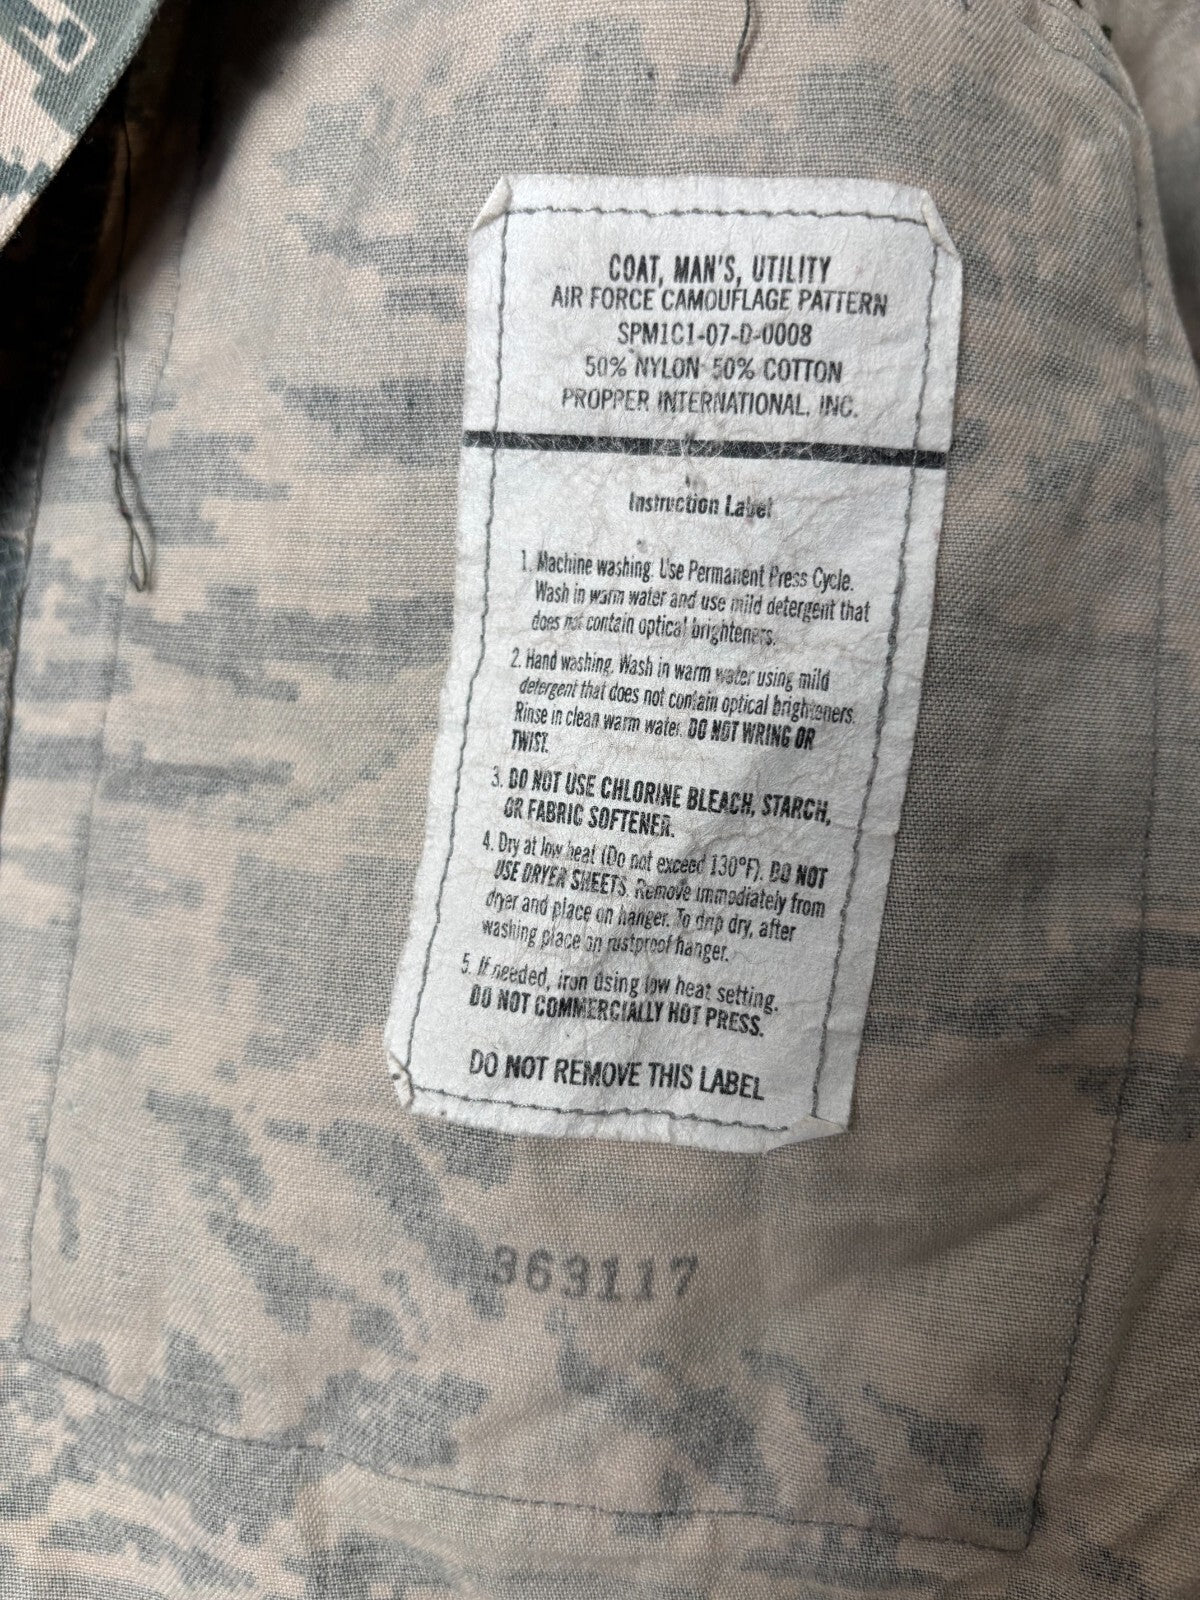 COAT, MAN'S, UTILITY
AIR FORCE CAMOUFLAGE PATTERN
SPM1C1-07-D-0008
50% NYLON 50% COTTON
PROPPER INTERNATIONAL, INC.
Instruction Label
1. Machine washing. Use Permanent Press Cycle.
Wash in warm water and use mild detergent that
does not contain optical brighteners.
2. Hand washing. Wash in warm water using mild
detergent that does not contain optical brighteners.
Rinse in clean warm water. DO NOT WRING OR
TWIST.
3. DO NOT USE CHLORINE BLEACH, STARCH,
OR FABRIC SOFTENER.
4. Dry at low heat (Do not exceed 130°F). DO NOT
USE DRYER SHEETS. Remove immediately from
dryer and place on hanger. To drip dry, after
washing place on rustproof hanger.
5. If needed, iron using low heat setting.
DO NOT COMMERCIALLY HOT PRESS.
DO NOT REMOVE THIS LABEL
363117